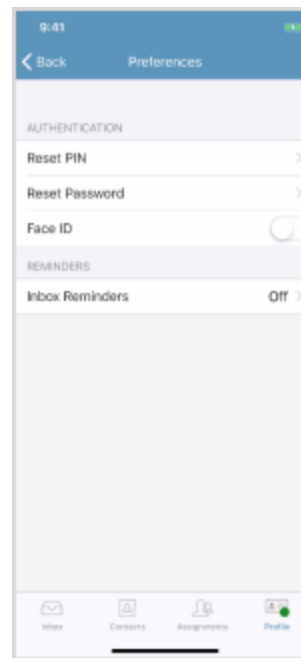 9:41
Back Preferences
AUTHENTICATION
Reset PIN
Reset Password
Face ID
REMINDERS
Inbox Reminders Off
Inbox Contacts Assignments Profile